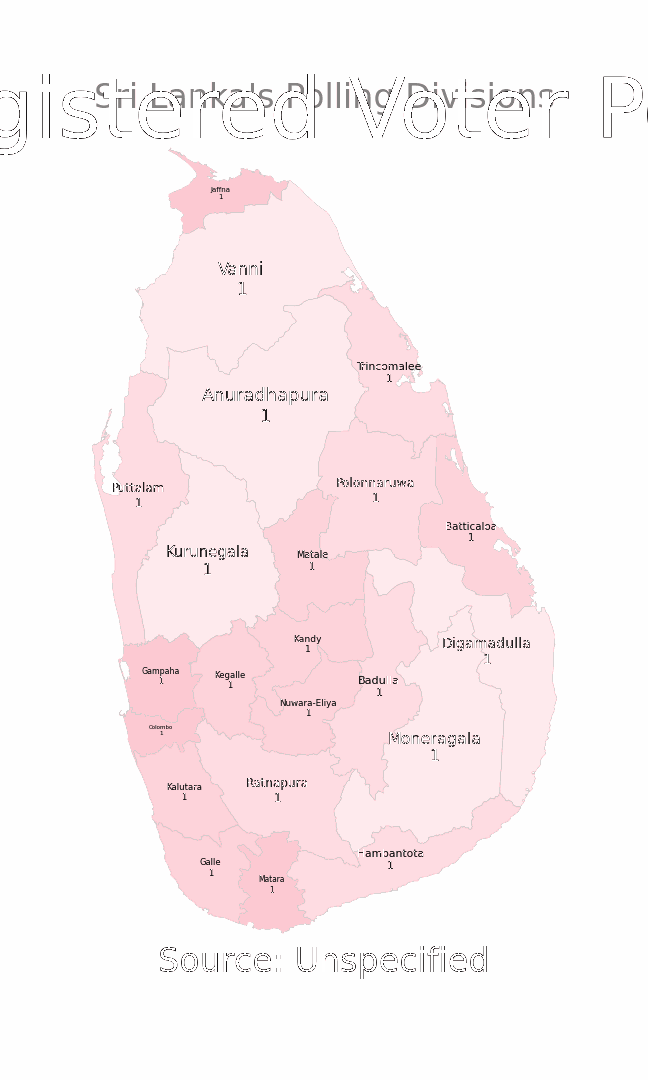 Sri Lanka's Polling Divisions
gistered Voter P
Jaffna
1
Vanni
1
Trincomalee
1
Anuradhapura
1
Puttalam
1
Polonnaruwa
1
Batticaloa
1
Kurunegala
1
Matale
1
Kandy
1
Digamadulla
1
Gampaha
1
Kegalle
1
Badulla
1
Nuwara-Eliya
1
Colombo
1
Moneragala
1
Kalutara
1
Ratnapura
1
Hambantota
1
Galle
1
Matara
1
Source: Unspecified